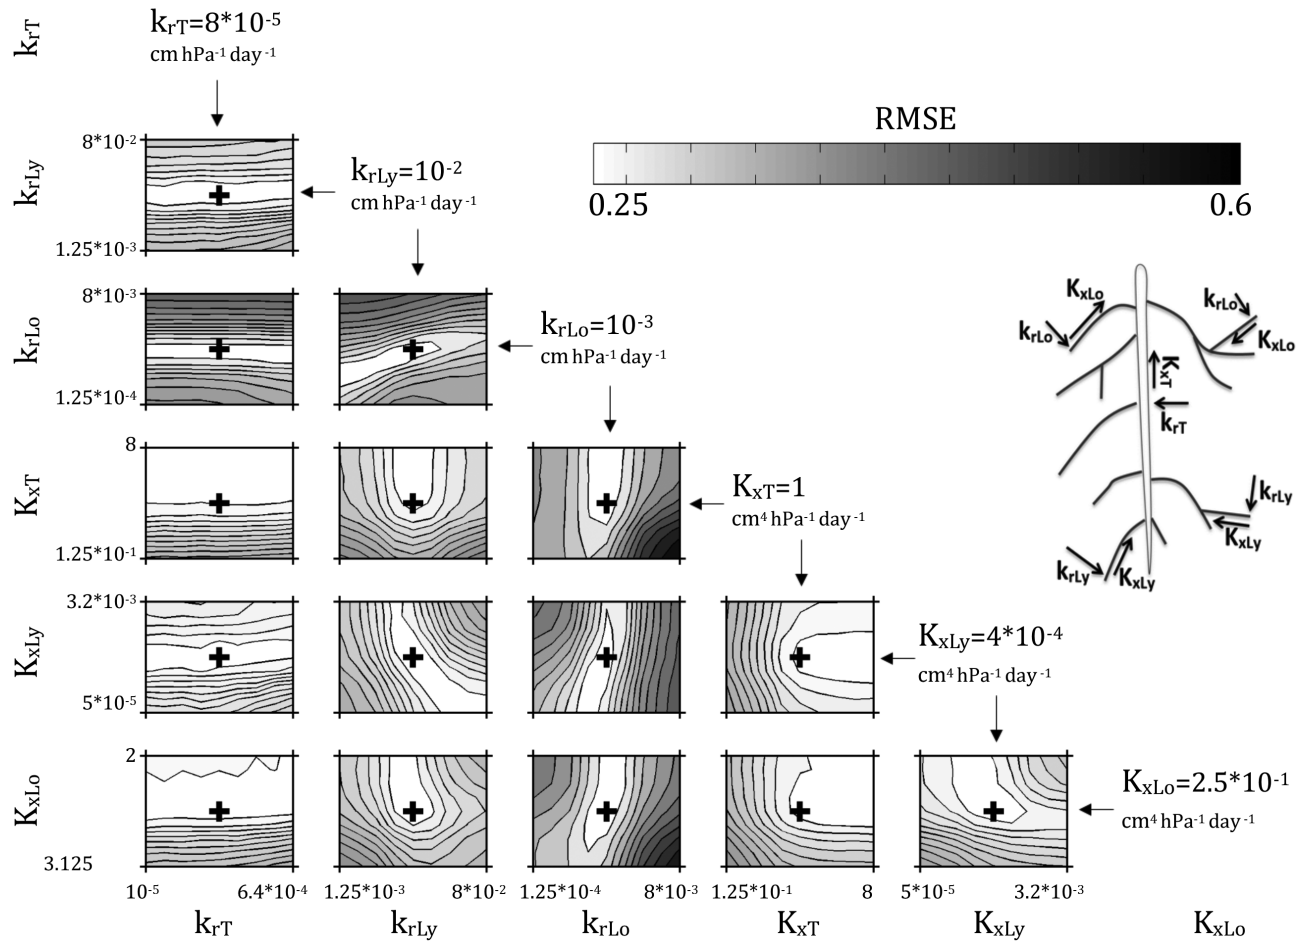 k_rT
k_rT=8*10^-5
cm hPa^-1 day^-1
RMSE
0.25 0.6
k_rLy
8*10^-2
1.25*10^-3
k_rLy=10^-2
cm hPa^-1 day^-1
k_rLo
8*10^-3
1.25*10^-4
k_rLo=10^-3
cm hPa^-1 day^-1
K_xLo
k_rLo
k_rLo
K_xLo
K_xT
k_rT
k_rLy
K_xLy
k_rLy
K_xLy
K_xT
8
1.25*10^-1
K_xT=1
cm^4 hPa^-1 day^-1
K_xLy
3.2*10^-3
5*10^-5
K_xLy=4*10^-4
cm^4 hPa^-1 day^-1
K_xLo
2
3.125
K_xLo=2.5*10^-1
cm^4 hPa^-1 day^-1
10^-5 6.4*10^-4 1.25*10^-3 8*10^-2 1.25*10^-4 8*10^-3 1.25*10^-1 8 5*10^-5 3.2*10^-3
k_rT k_rLy k_rLo K_xT K_xLy K_xLo